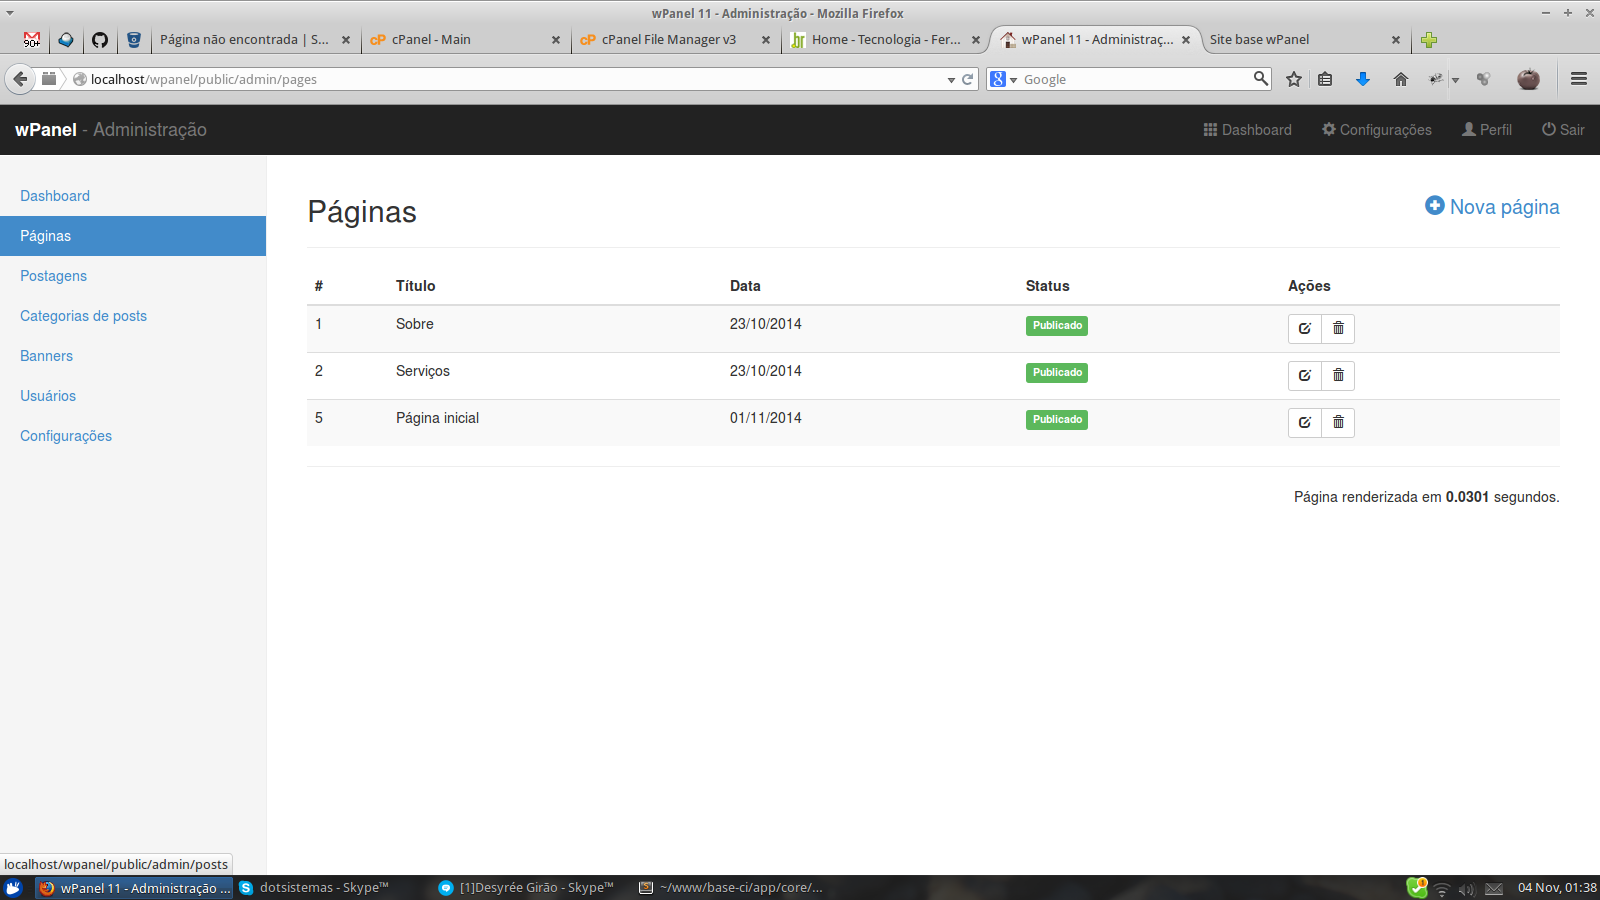 wPanel 11 - Administração - Mozilla Firefox
90+
Página não encontrada | S...
cP cPanel - Main
cP cPanel File Manager v3
hr Home - Tecnologia - Fer...
wPanel 11 - Administraç...
Site base wPanel
localhost/wpanel/public/admin/pages
8 Google
wPanel - Administração
Dashboard
Configurações
Perfil
Sair
Dashboard
Páginas
Postagens
Categorias de posts
Banners
Usuários
Configurações
Páginas
Nova página
# Título Data Status Ações
1 Sobre 23/10/2014 Publicado
2 Serviços 23/10/2014 Publicado
5 Página inicial 01/11/2014 Publicado
Página renderizada em 0.0301 segundos.
localhost/wpanel/public/admin/posts
wPanel 11 - Administração ...
dotsistemas - Skype™
[1]Desyrée Girão - Skype™
~/www/base-ci/app/core/...
04 Nov, 01:38